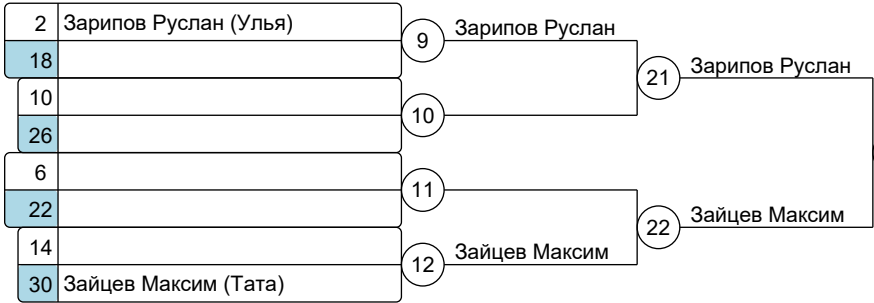 2 Зарипов Руслан (Улья)
18
9 Зарипов Руслан
21 Зарипов Руслан
10
26
10
6
22
11
22 Зайцев Максим
14
30 Зайцев Максим (Тата)
12 Зайцев Максим